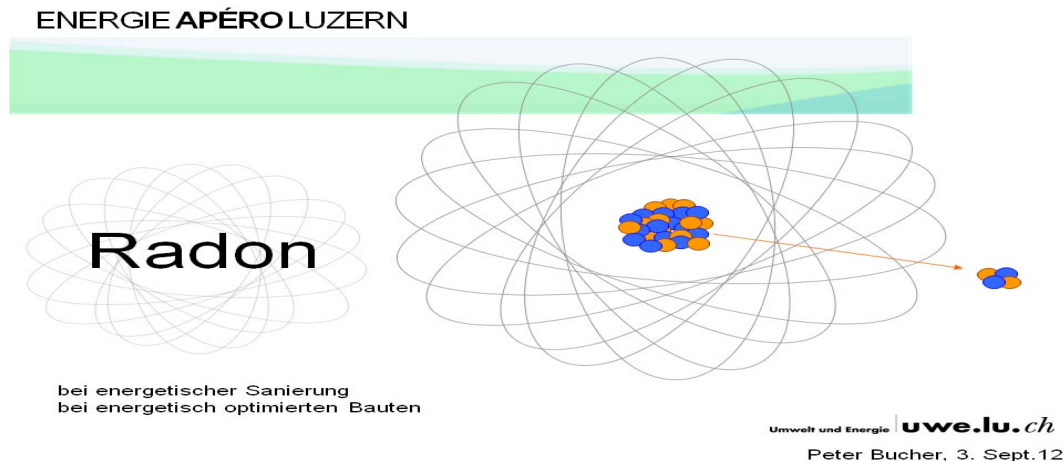 ENERGIE APÉRO LUZERN
Radon
bei energetischer Sanierung
bei energetisch optimierten Bauten
Umwelt und Energie uwe.lu.ch
Peter Bucher, 3. Sept.12